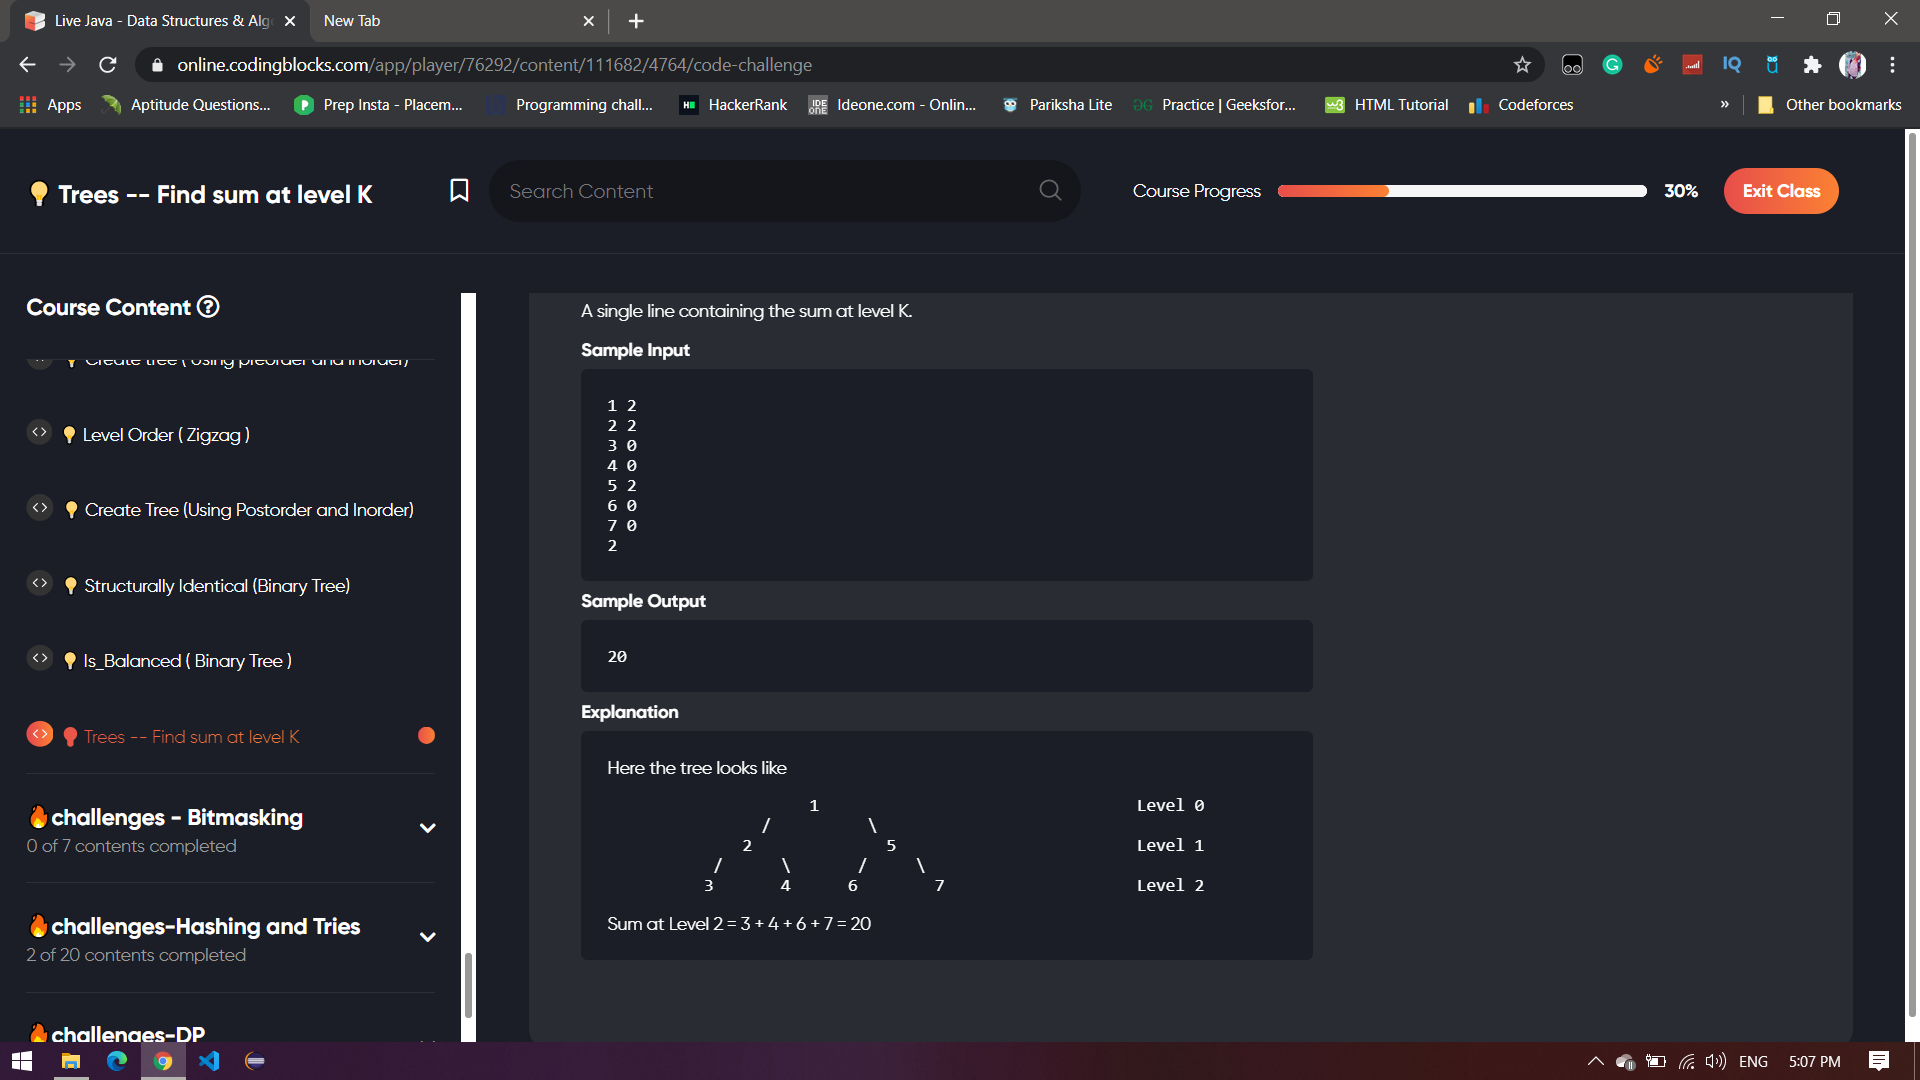 Live Java - Data Structures & Algo
New Tab
online.codingblocks.com/app/player/76292/content/111682/4764/code-challenge
Apps
Aptitude Questions...
Prep Insta - Placem...
Programming chall...
HackerRank
Ideone.com - Onlin...
Pariksha Lite
Practice | Geeksfor...
HTML Tutorial
Codeforces
»
Other bookmarks
Trees -- Find sum at level K
Search Content
Course Progress
30%
Exit Class
Course Content
Create tree ( Using preorder and inorder)
Level Order ( Zigzag )
Create Tree (Using Postorder and Inorder)
Structurally Identical (Binary Tree)
Is_Balanced ( Binary Tree )
Trees -- Find sum at level K
challenges - Bitmasking
0 of 7 contents completed
challenges-Hashing and Tries
2 of 20 contents completed
challenges-DP
A single line containing the sum at level K.
Sample Input
1 2
2 2
3 0
4 0
5 2
6 0
7 0
2
Sample Output
20
Explanation
Here the tree looks like
1 Level 0
/ \
2 5 Level 1
/ \ / \
3 4 6 7 Level 2
Sum at Level 2 = 3 + 4 + 6 + 7 = 20
ENG
5:07 PM